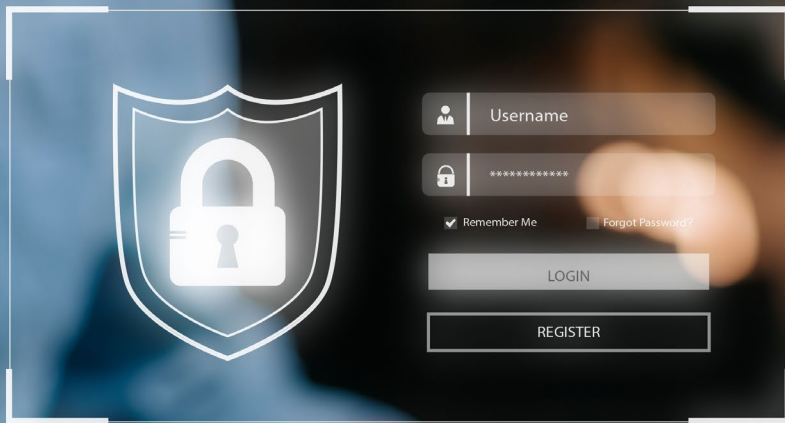 Username
************
Remember Me
Forgot Password?
LOGIN
REGISTER